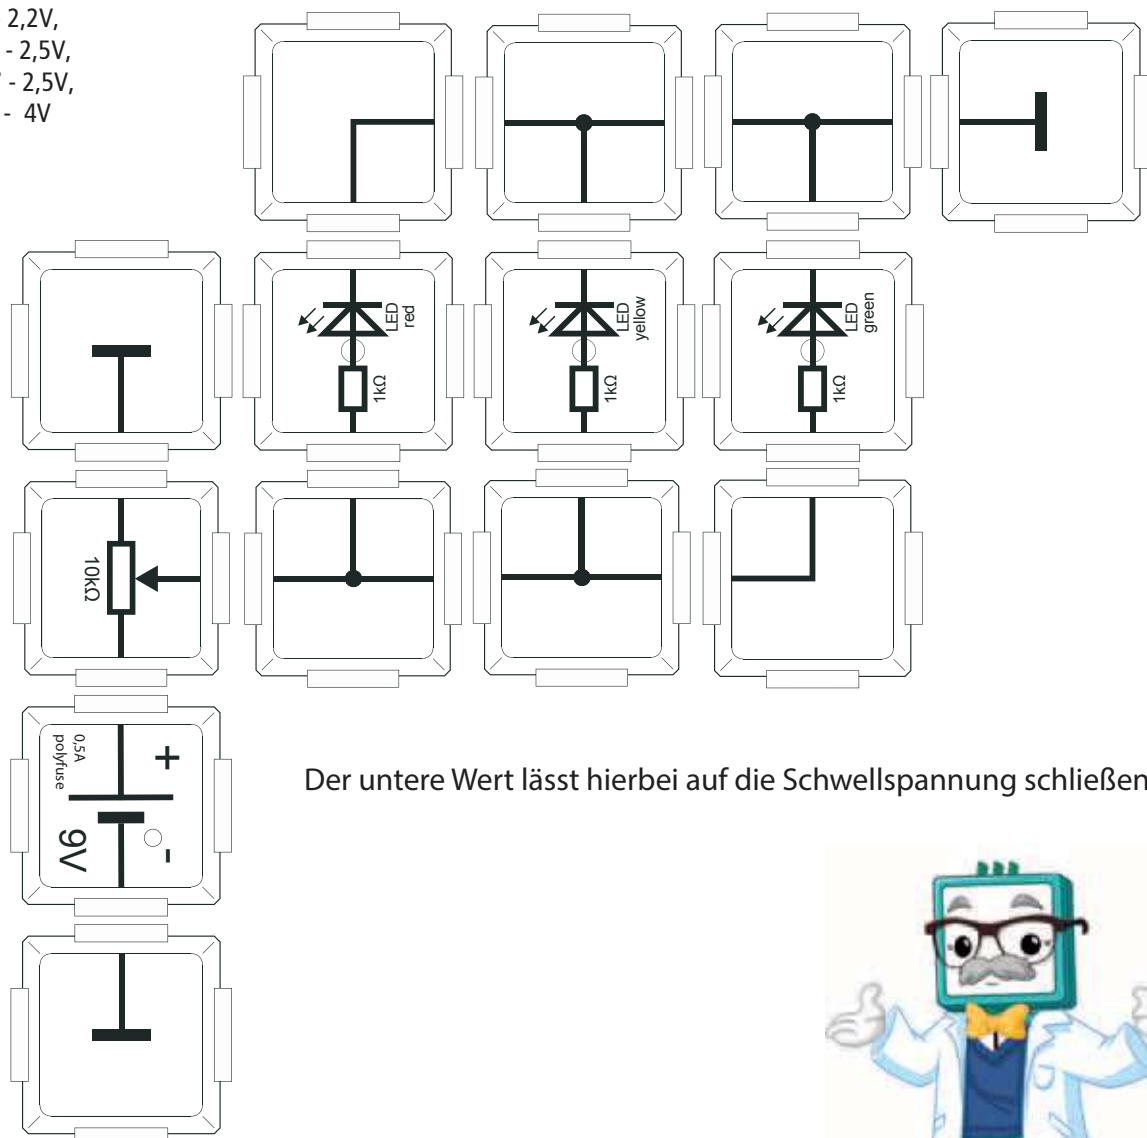 2,2V,
- 2,5V,
- 2,5V,
- 4V
LED
red
1kΩ
LED
yellow
1kΩ
LED
green
1kΩ
10kΩ
0,5A
polyfuse
+
9V
-
Der untere Wert lässt hierbei auf die Schwellspannung schließen